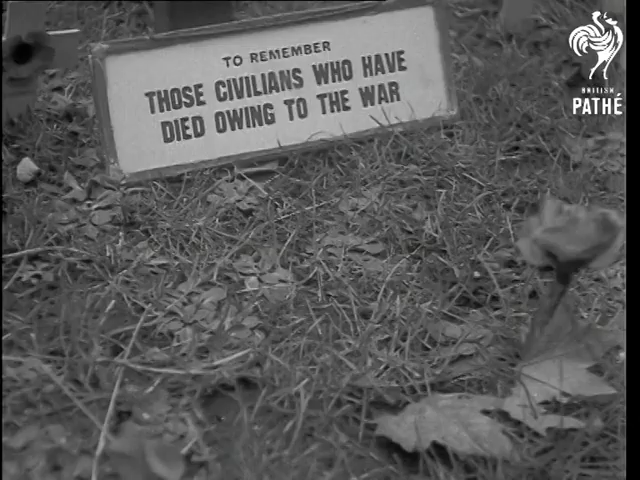 TO REMEMBER
THOSE CIVILIANS WHO HAVE
DIED OWING TO THE WAR
BRITISH
PATHÉ